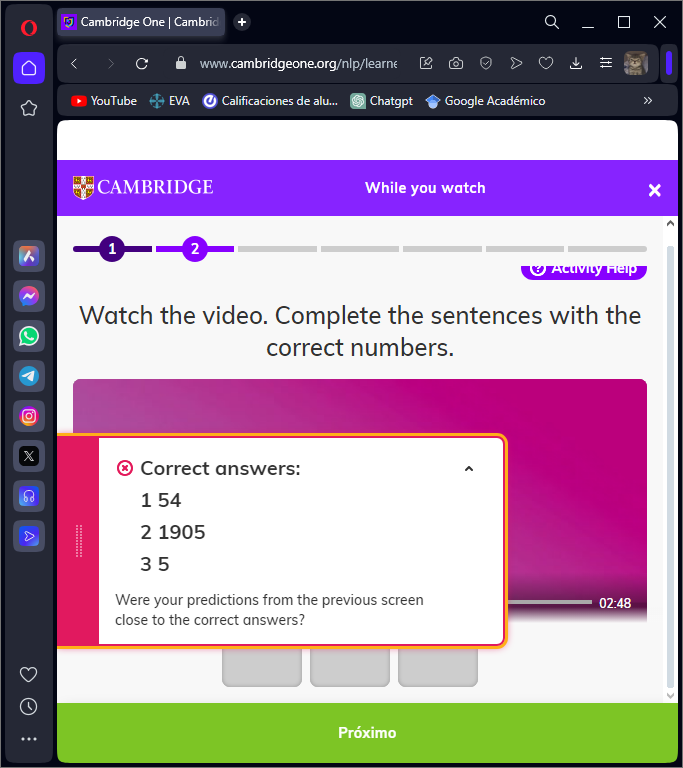 Cambridge One | Cambrid
www.cambridgeone.org/nlp/learne
YouTube
EVA
Calificaciones de alu...
Chatgpt
Google Académico
CAMBRIDGE
While you watch
1
2
Activity Help
Watch the video. Complete the sentences with the
correct numbers.
Correct answers:
1 54
2 1905
3 5
Were your predictions from the previous screen
close to the correct answers?
02:48
Próximo